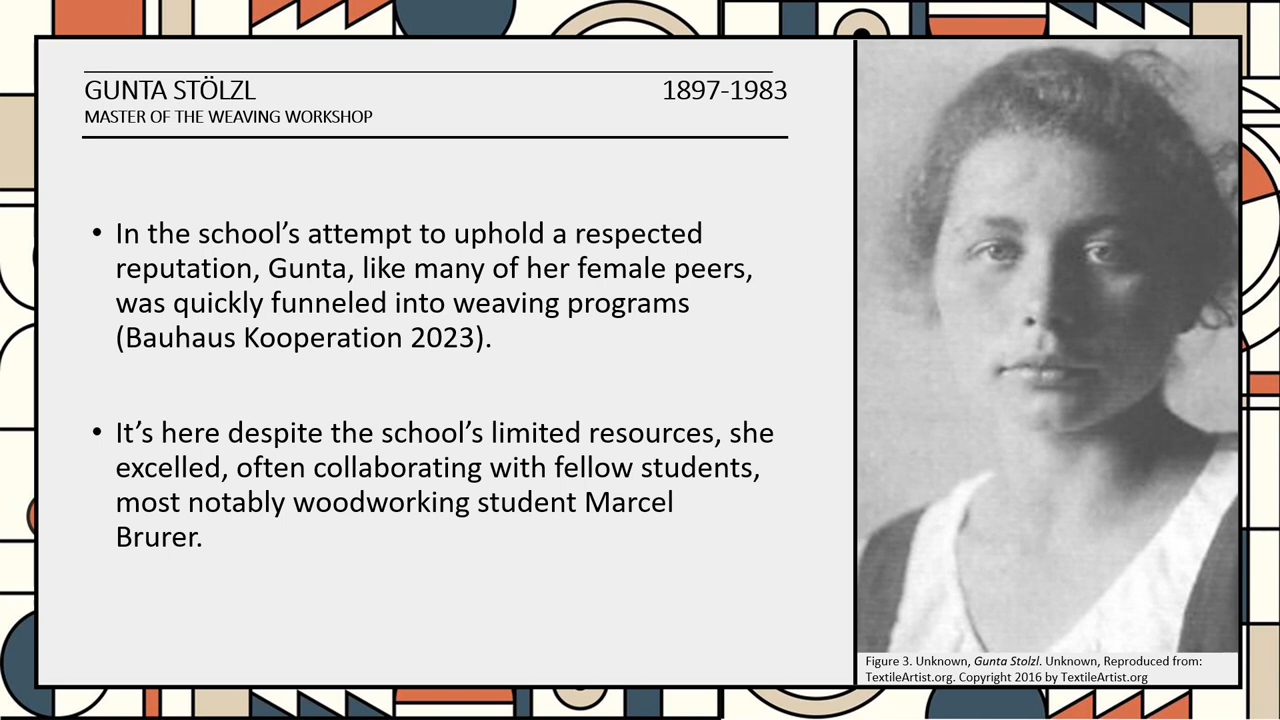 GUNTA STÖLZL 1897-1983
MASTER OF THE WEAVING WORKSHOP
• In the school’s attempt to uphold a respected
reputation, Gunta, like many of her female peers,
was quickly funneled into weaving programs
(Bauhaus Kooperation 2023).
• It’s here despite the school’s limited resources, she
excelled, often collaborating with fellow students,
most notably woodworking student Marcel
Brurer.
Figure 3. Unknown, Gunta Stolzl. Unknown, Reproduced from:
TextileArtist.org. Copyright 2016 by TextileArtist.org